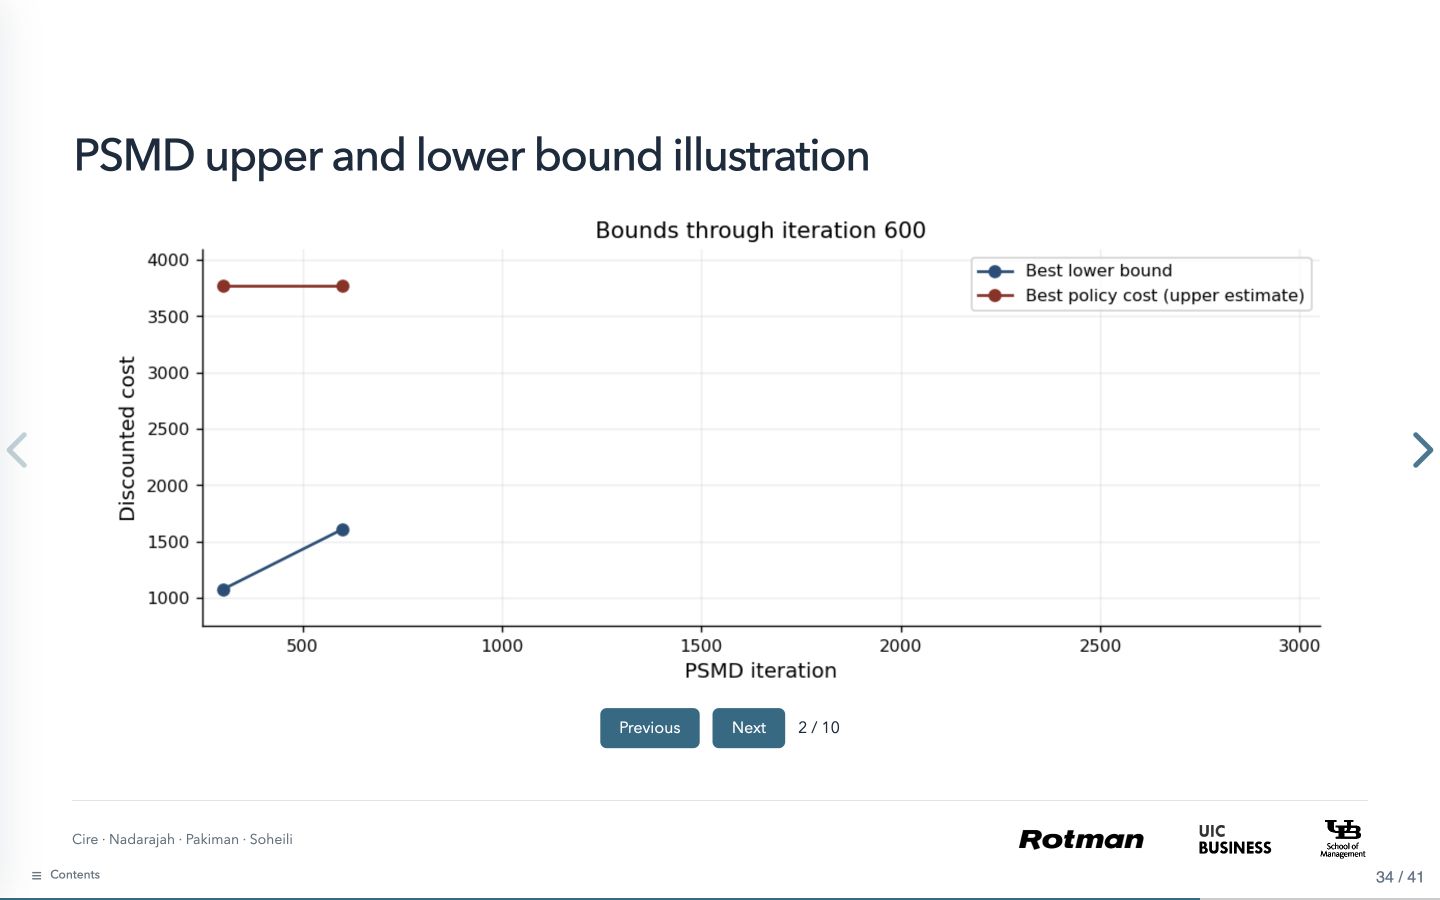 PSMD upper and lower bound illustration
Bounds through iteration 600
Best lower bound
Best policy cost (upper estimate)
Discounted cost
4000
3500
3000
2500
2000
1500
1000
500
1000
1500
2000
2500
3000
PSMD iteration
Previous
Next
2 / 10
Cire · Nadarajah · Pakiman · Soheili
Rotman
UIC
BUSINESS
UB
School of
Management
≡ Contents
34 / 41